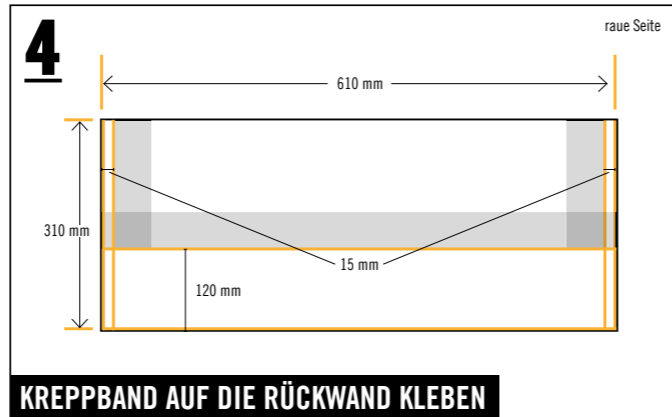 4
raue Seite
610 mm
310 mm
15 mm
120 mm
KREPPBAND AUF DIE RÜCKWAND KLEBEN